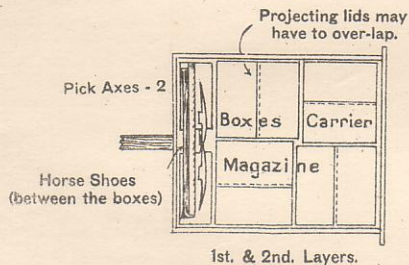 Projecting lids may
have to over-lap.
Pick Axes - 2
Boxes Carrier
Magazine
Horse Shoes
(between the boxes)
1st. & 2nd. Layers.